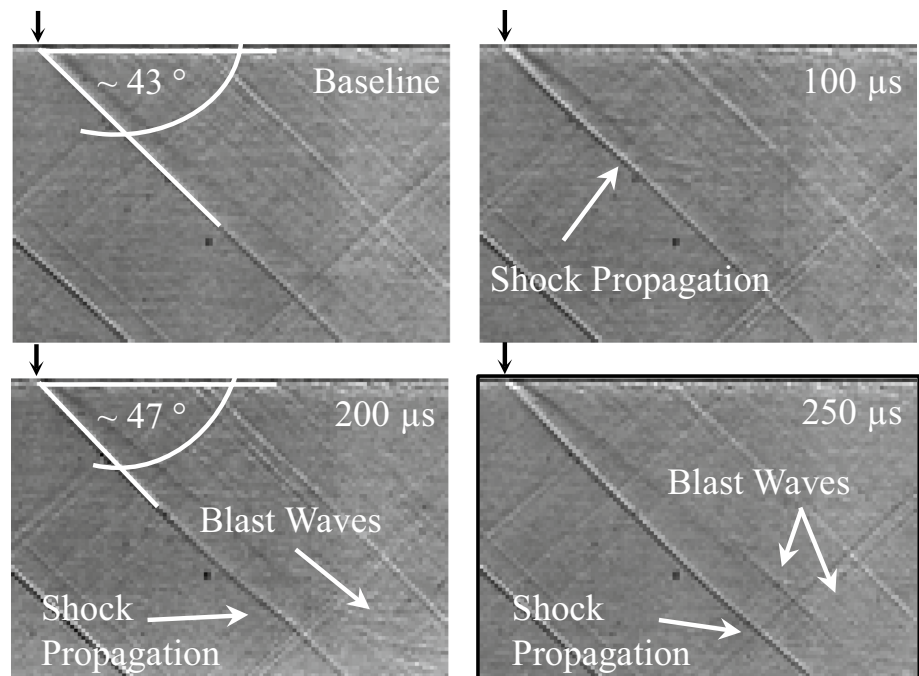 ~ 43 °
Baseline
100 μs
Shock Propagation
~ 47 °
200 μs
Blast Waves
Shock
Propagation
250 μs
Blast Waves
Shock
Propagation